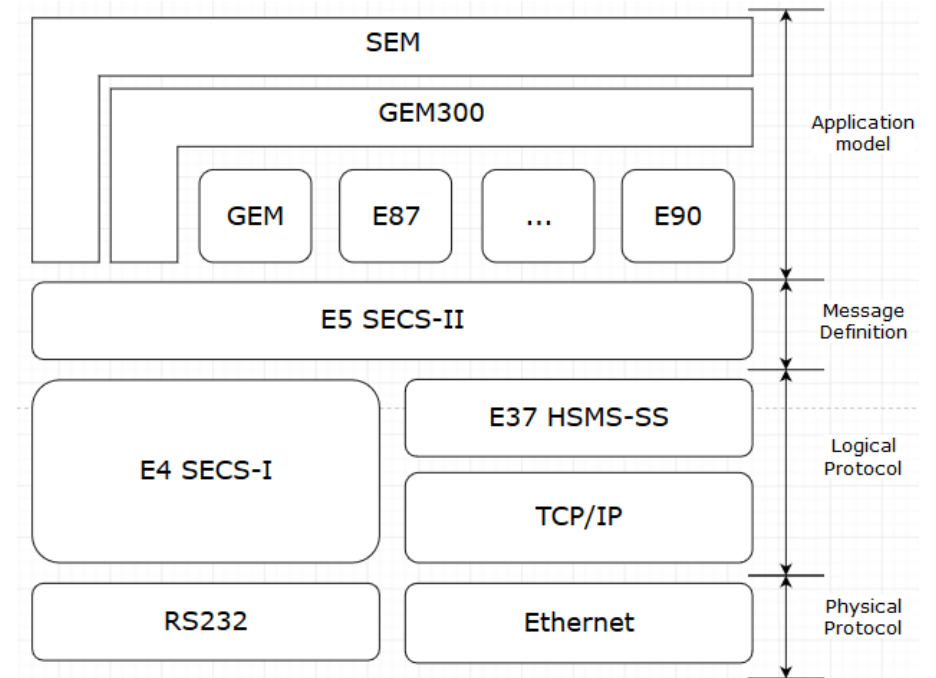 SEM
GEM300
Application
model
GEM
E87
...
E90
E5 SECS-II
Message
Definition
E4 SECS-I
E37 HSMS-SS
Logical
Protocol
TCP/IP
RS232
Ethernet
Physical
Protocol